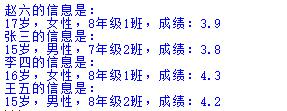 赵六的信息是:
17岁,女性,8年级1班,成绩:3.9
张三的信息是:
15岁,男性,7年级2班,成绩:3.8
李四的信息是:
16岁,女性,8年级1班,成绩:4.3
王五的信息是:
15岁,男性,8年级2班,成绩:4.2